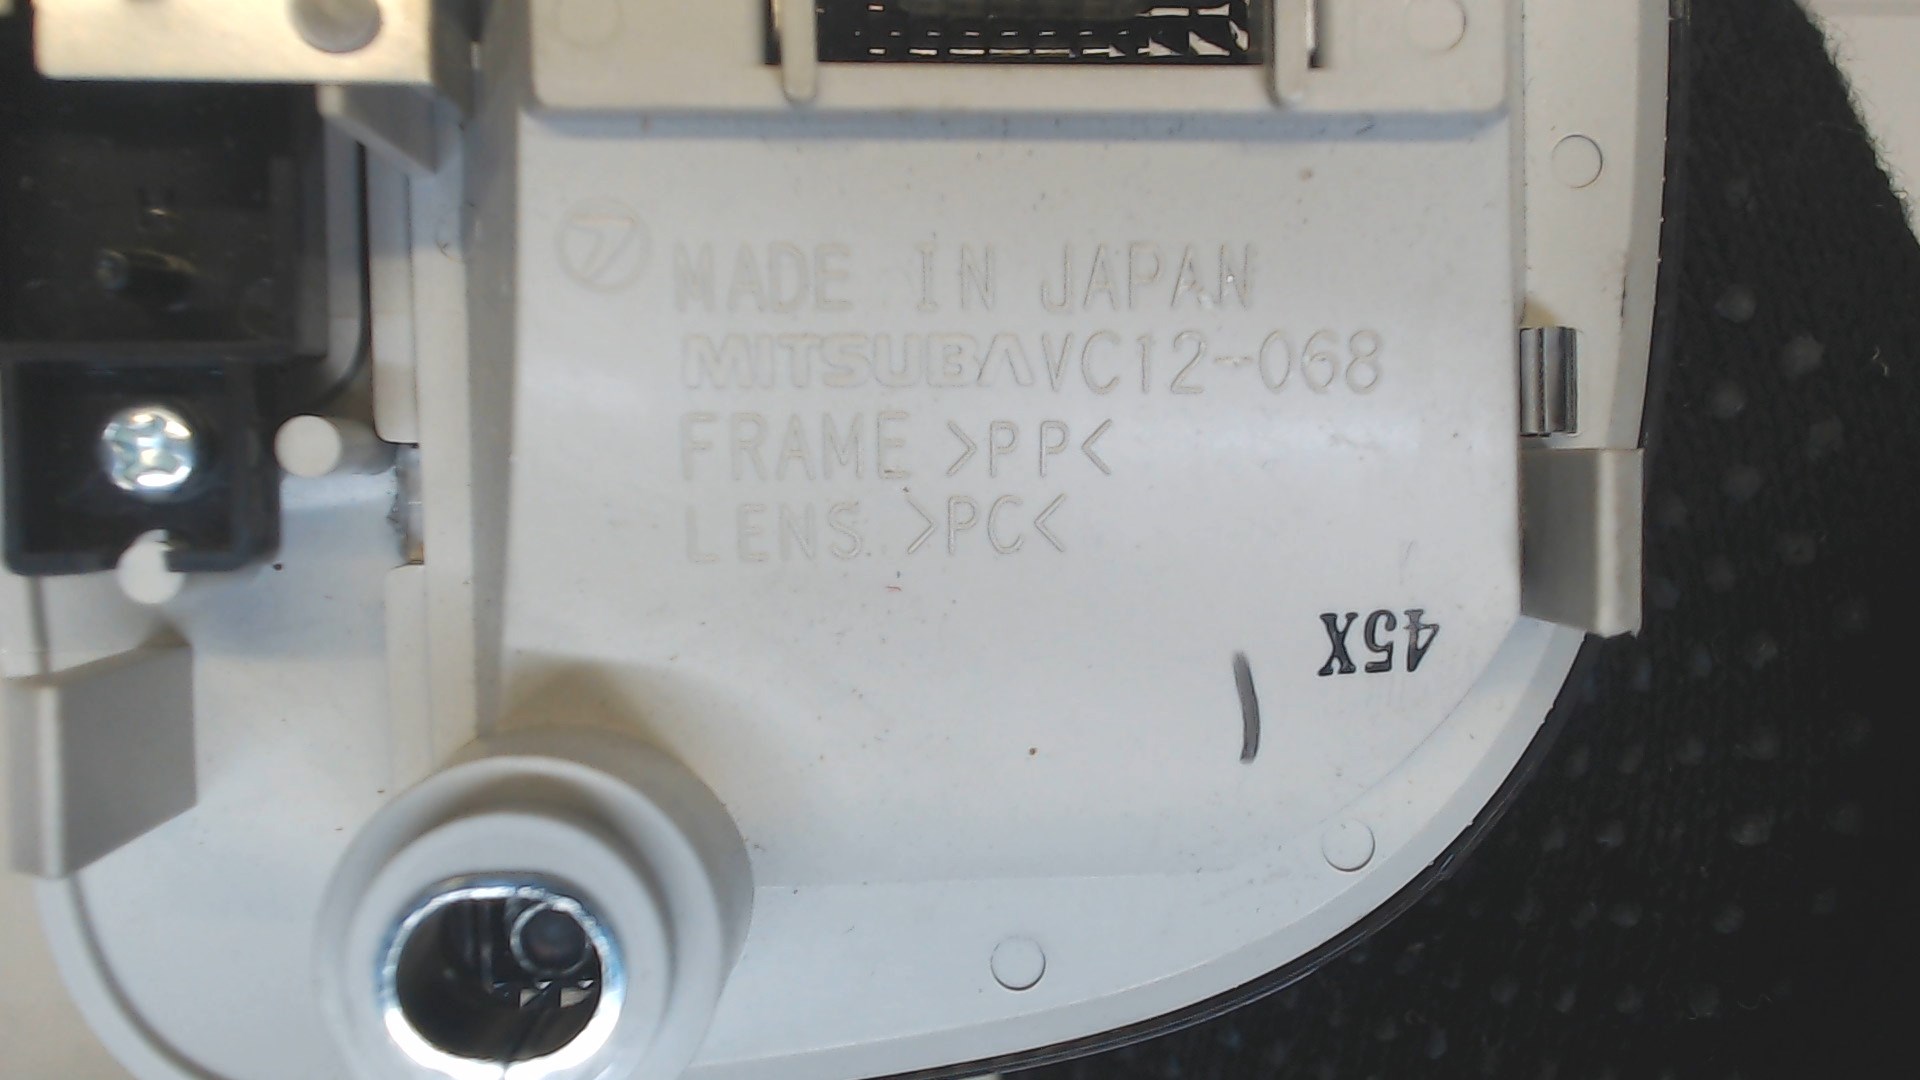 MADE IN JAPAN
MITSUBA VC12-068
FRAME >PP<
LENS >PC<
45X